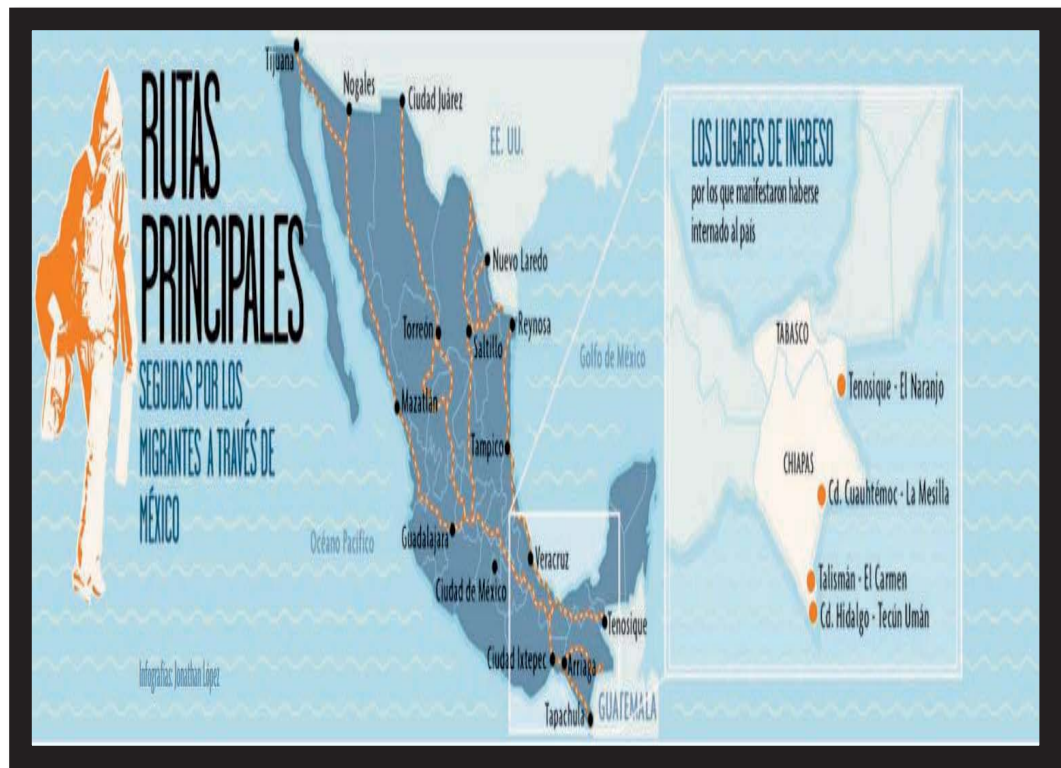 RUTAS
PRINCIPALES
SEGUIDAS POR LOS
MIGRANTES A TRAVÉS DE
MÉXICO
Infografías: Jonathan López
Tijuana
Nogales
Ciudad Juárez
EE. UU.
Nuevo Laredo
Torreón
Saltillo
Reynosa
Golfo de México
Mazatlán
Tampico
Océano Pacífico
Guadalajara
Veracruz
Ciudad de México
Tenosique
Ciudad Ixtepec
Arriaga
Tapachula
GUATEMALA
LOS LUGARES DE INGRESO
por los que manifestaron haberse
internado al país
TABASCO
Tenosique - El Naranjo
CHIAPAS
Cd. Cuauhtémoc - La Mesilla
Talismán - El Carmen
Cd. Hidalgo - Tecún Umán